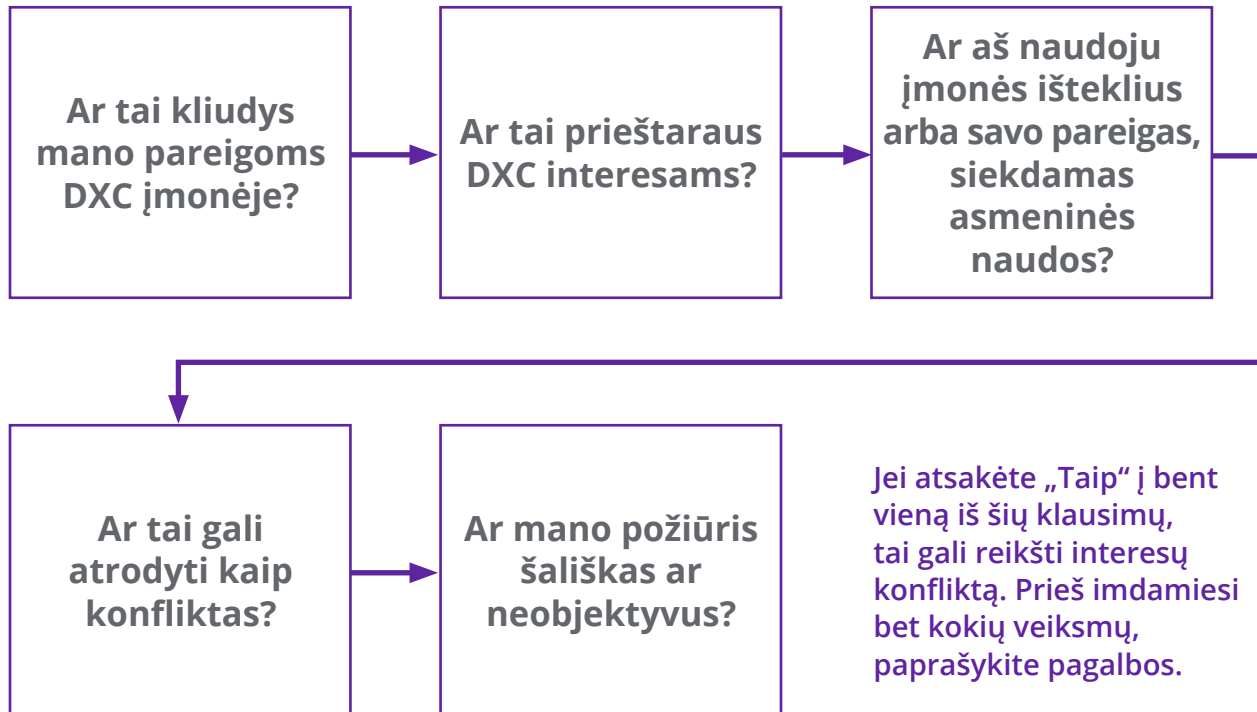 Ar tai kliudys
mano pareigoms
DXC įmonėje?
Ar tai prieštaraus
DXC interesams?
Ar aš naudoju
įmonės išteklius
arba savo pareigas,
siekdamas
asmeninės
naudos?
Ar tai gali
atrodyti kaip
konfliktas?
Ar mano požiūris
šališkas ar
neobjektyvus?
Jei atsakėte „Taip“ į bent
vieną iš šių klausimų,
tai gali reikšti interesų
konfliktą. Prieš imdamiesi
bet kokių veiksmų,
paprašykite pagalbos.